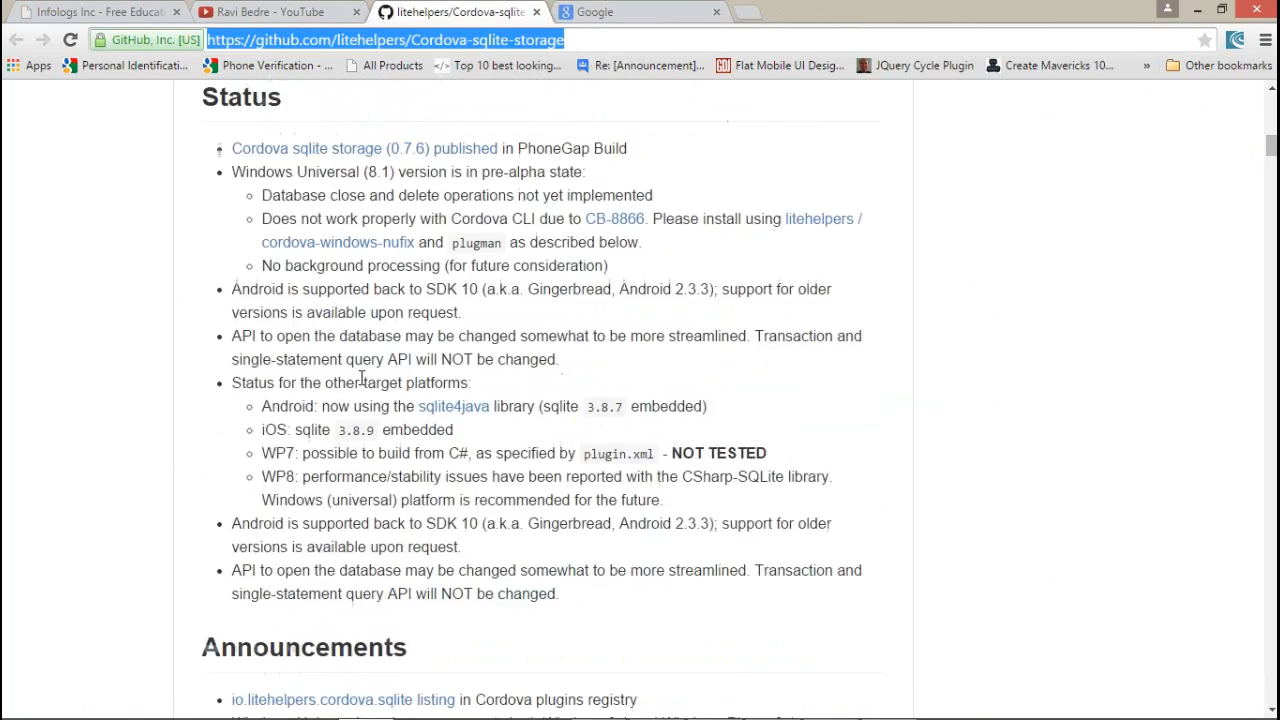 Infologs Inc - Free Educati
Ravi Bedre - YouTube
litehelpers/Cordova-sqlite
Google
GitHub, Inc. [US]
https://github.com/litehelpers/Cordova-sqlite-storage
Apps
Personal Identificati...
Phone Verification - ...
All Products
Top 10 best looking...
Re: [Announcement]...
Flat Mobile UI Desig...
JQuery Cycle Plugin
Create Mavericks 10...
»
Other bookmarks
Status
Cordova sqlite storage (0.7.6) published in PhoneGap Build
Windows Universal (8.1) version is in pre-alpha state:
Database close and delete operations not yet implemented
Does not work properly with Cordova CLI due to CB-8866. Please install using litehelpers /
cordova-windows-nufix and plugman as described below.
No background processing (for future consideration)
Android is supported back to SDK 10 (a.k.a. Gingerbread, Android 2.3.3); support for older
versions is available upon request.
API to open the database may be changed somewhat to be more streamlined. Transaction and
single-statement query API will NOT be changed.
Status for the other target platforms:
Android: now using the sqlite4java library (sqlite 3.8.7 embedded)
iOS: sqlite 3.8.9 embedded
WP7: possible to build from C#, as specified by plugin.xml - NOT TESTED
WP8: performance/stability issues have been reported with the CSharp-SQLite library.
Windows (universal) platform is recommended for the future.
Android is supported back to SDK 10 (a.k.a. Gingerbread, Android 2.3.3); support for older
versions is available upon request.
API to open the database may be changed somewhat to be more streamlined. Transaction and
single-statement query API will NOT be changed.
Announcements
io.litehelpers.cordova.sqlite listing in Cordova plugins registry